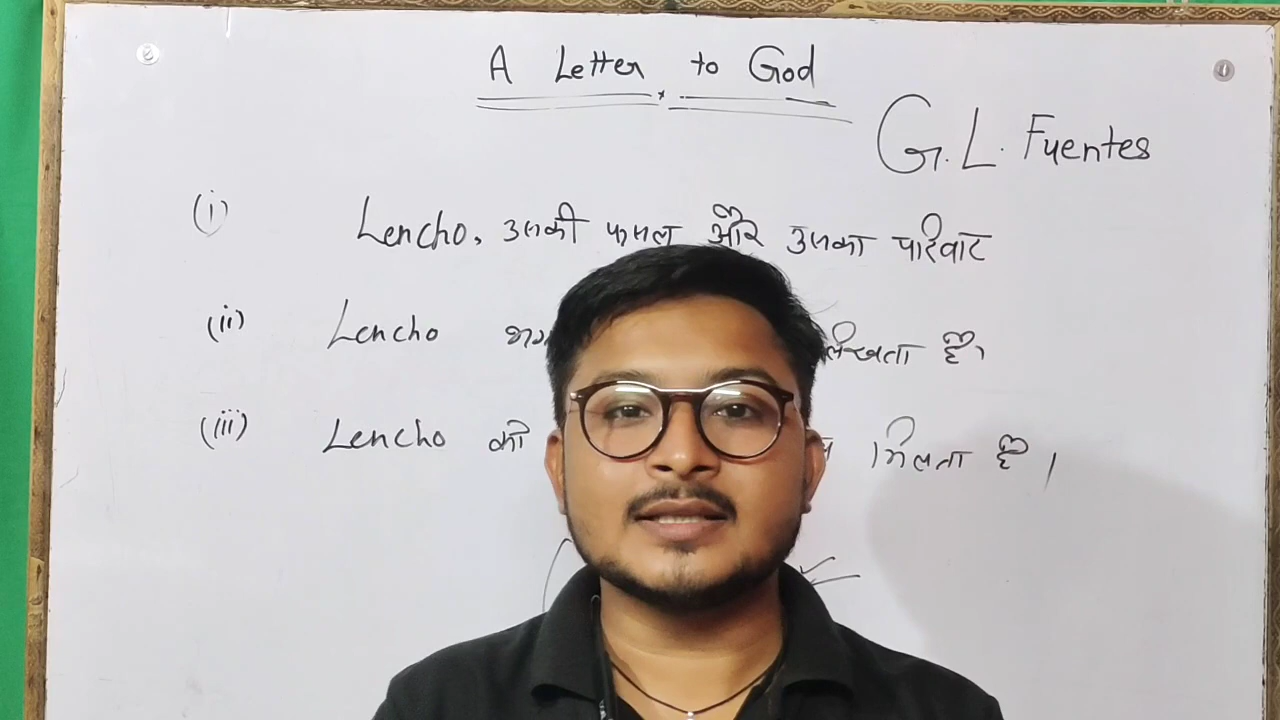 A Letter to God
G.L. Fuentes
(i) Lencho, उसकी फसल और उसका परिवार
(ii) Lencho लिखता है।
(iii) Lencho को मिलता है।